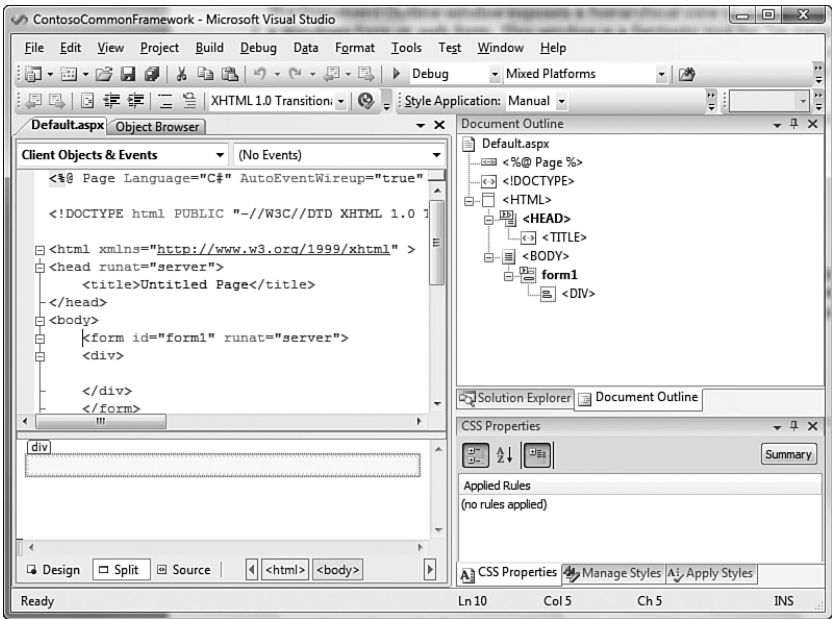 ContosoCommonFramework - Microsoft Visual Studio
File Edit View Project Build Debug Data Format Tools Test Window Help
Debug Mixed Platforms
XHTML 1.0 Transition: Style Application: Manual
Default.aspx Object Browser
Client Objects & Events (No Events)
<%@ Page Language="C#" AutoEventWireup="true"
<!DOCTYPE html PUBLIC "-//W3C//DTD XHTML 1.0 T
<html xmlns="http://www.w3.org/1999/xhtml" >
<head runat="server">
<title>Untitled Page</title>
</head>
<body>
<form id="form1" runat="server">
<div>
</div>
</form>
div
Design Split Source <html> <body>
Document Outline
Default.aspx
<%@ Page %>
<!DOCTYPE>
<HTML>
<HEAD>
<TITLE>
<BODY>
form1
<DIV>
Solution Explorer Document Outline
CSS Properties
Summary
Applied Rules
(no rules applied)
CSS Properties Manage Styles Apply Styles
Ready Ln 10 Col 5 Ch 5 INS